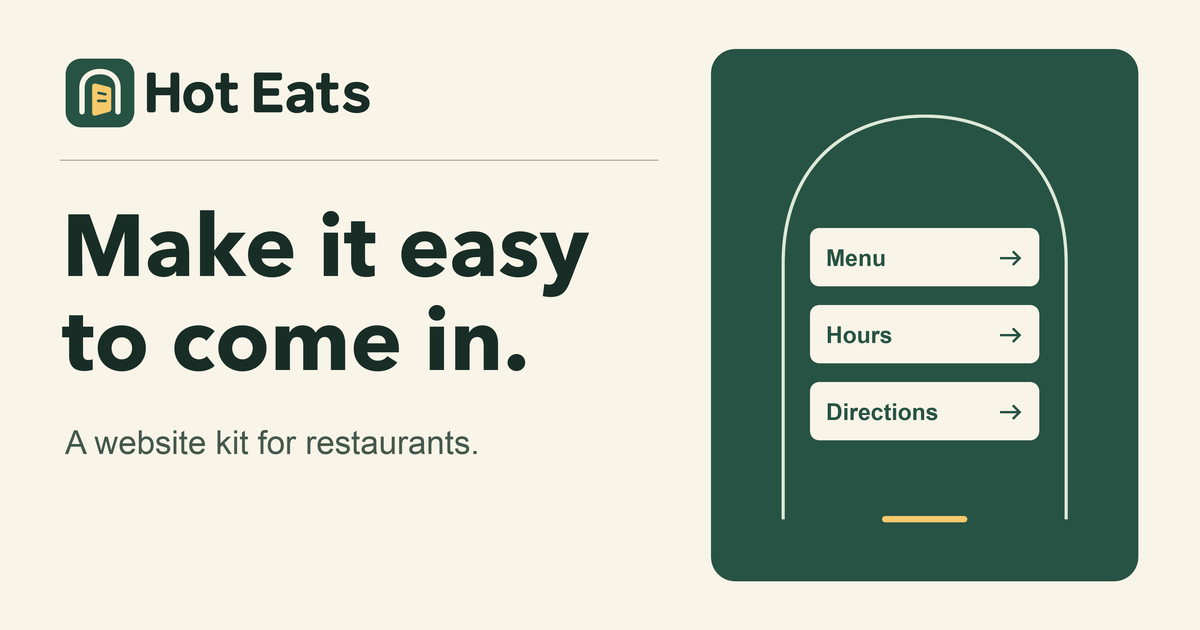 Hot Eats
Make it easy
to come in.
A website kit for restaurants.
Menu →
Hours →
Directions →